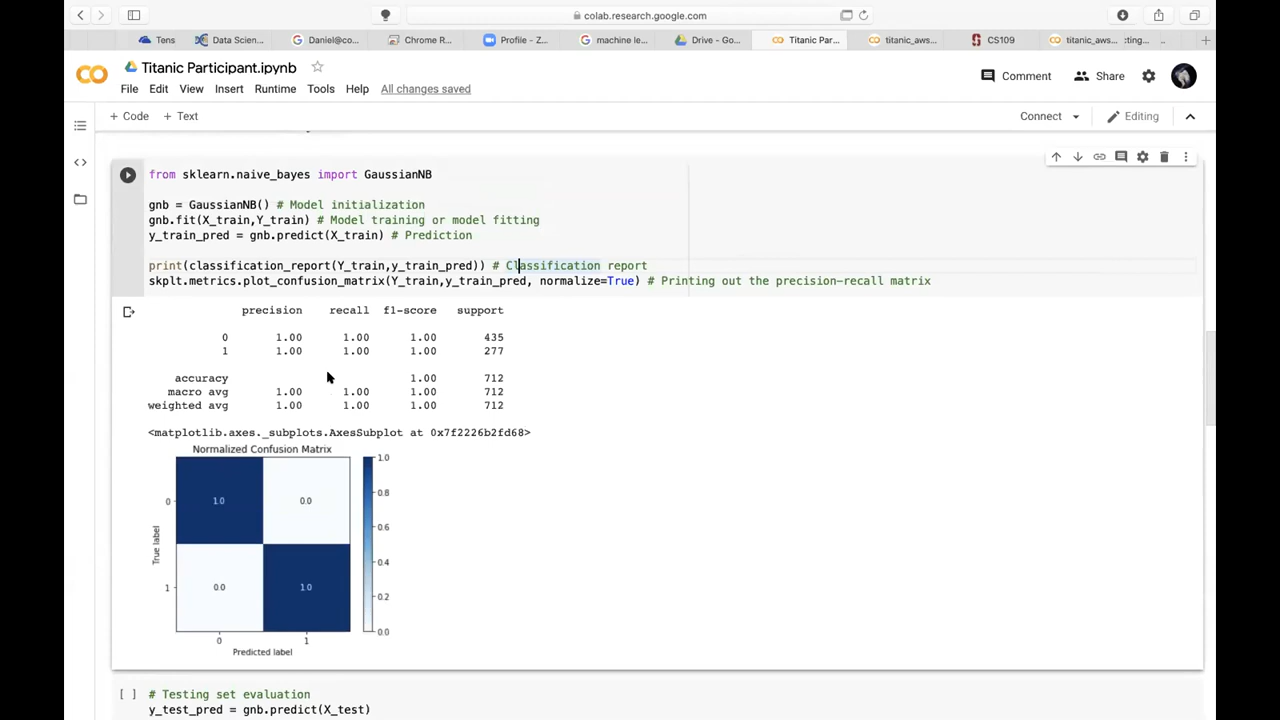 colab.research.google.com
Tens
Data Scien...
Daniel@co...
Chrome R...
Profile - Z...
machine le...
Drive - Go...
Titanic Par...
titanic_aws...
CS109
titanic_aws...
:ting...
Titanic Participant.ipynb
Comment
Share
File Edit View Insert Runtime Tools Help All changes saved
+ Code + Text
Connect
Editing
from sklearn.naive_bayes import GaussianNB
gnb = GaussianNB() # Model initialization
gnb.fit(X_train,Y_train) # Model training or model fitting
y_train_pred = gnb.predict(X_train) # Prediction
print(classification_report(Y_train,y_train_pred)) # Classification report
skplt.metrics.plot_confusion_matrix(Y_train,y_train_pred, normalize=True) # Printing out the precision-recall matrix
precision recall f1-score support
0 1.00 1.00 1.00 435
1 1.00 1.00 1.00 277
accuracy 1.00 712
macro avg 1.00 1.00 1.00 712
weighted avg 1.00 1.00 1.00 712
<matplotlib.axes._subplots.AxesSubplot at 0x7f2226b2fd68>
Normalized Confusion Matrix
1.0
0.8
0.6
0.4
0.2
0.0
0
1.0 0.0
True label
1
0.0 1.0
0 1
Predicted label
[ ] # Testing set evaluation
y_test_pred = gnb.predict(X_test)